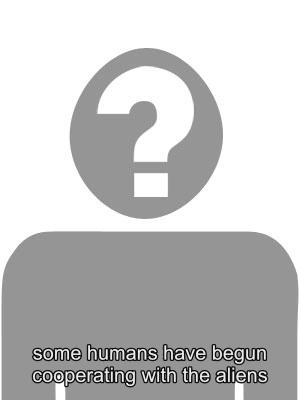 ?
some humans have begun
cooperating with the aliens